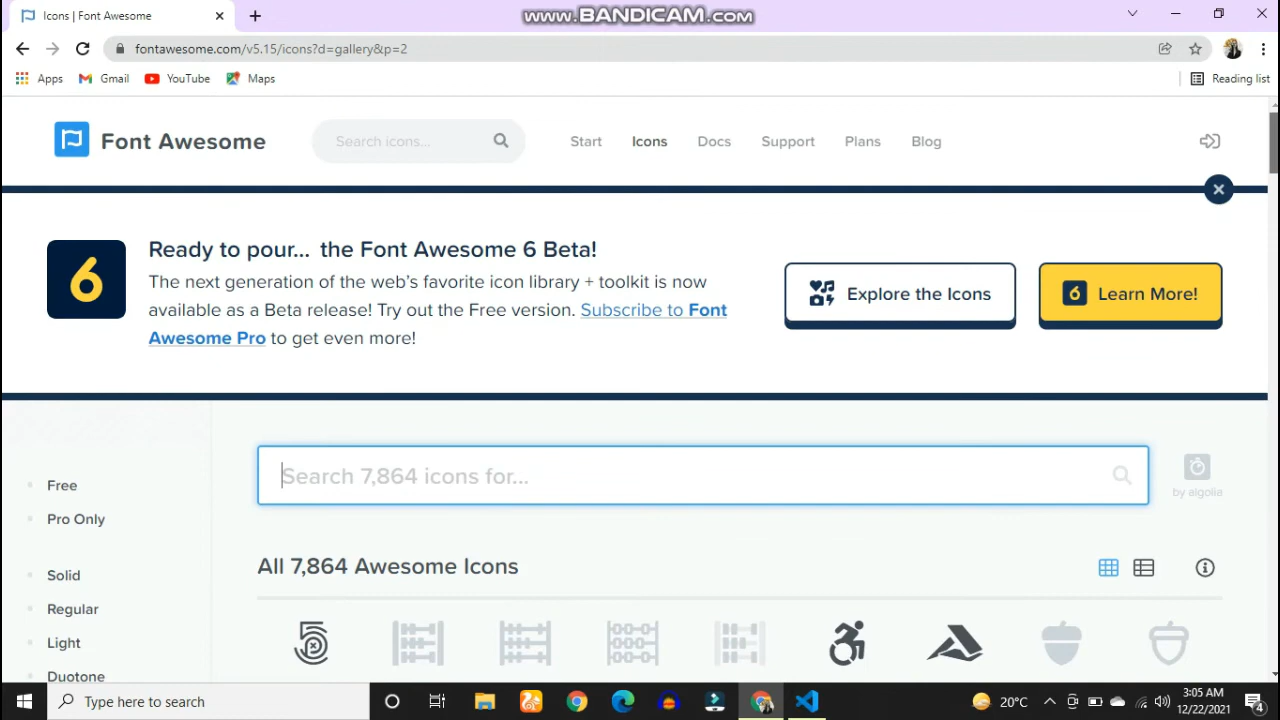 Icons | Font Awesome
www.BANDICAM.com
fontawesome.com/v5.15/icons?d=gallery&p=2
Apps
Gmail
YouTube
Maps
Reading list
Font Awesome
Search icons...
Start
Icons
Docs
Support
Plans
Blog
6
Ready to pour... the Font Awesome 6 Beta!
The next generation of the web's favorite icon library + toolkit is now
available as a Beta release! Try out the Free version. Subscribe to Font
Awesome Pro to get even more!
Explore the Icons
6 Learn More!
Search 7,864 icons for...
by algolia
Free
Pro Only
Solid
Regular
Light
Duotone
All 7,864 Awesome Icons
Type here to search
20°C
3:05 AM
12/22/2021
4